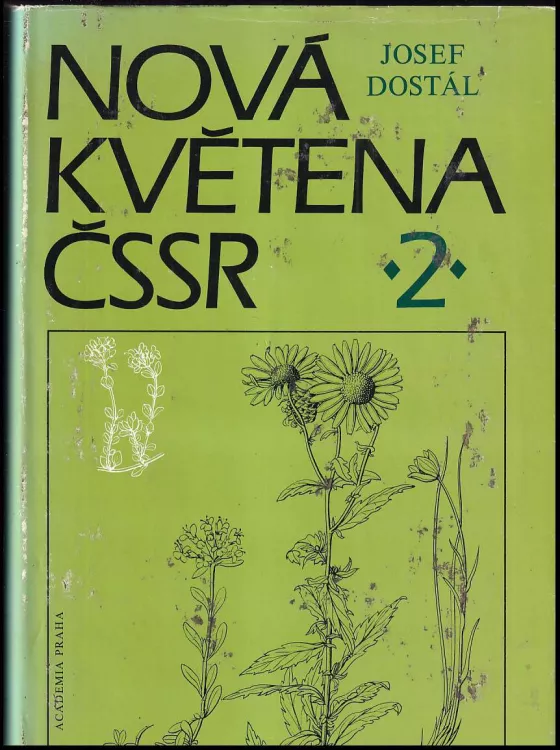 NOVÁ
KVĚTENA
ČSSR
JOSEF
DOSTÁL
·2·
ACADEMIA PRAHA